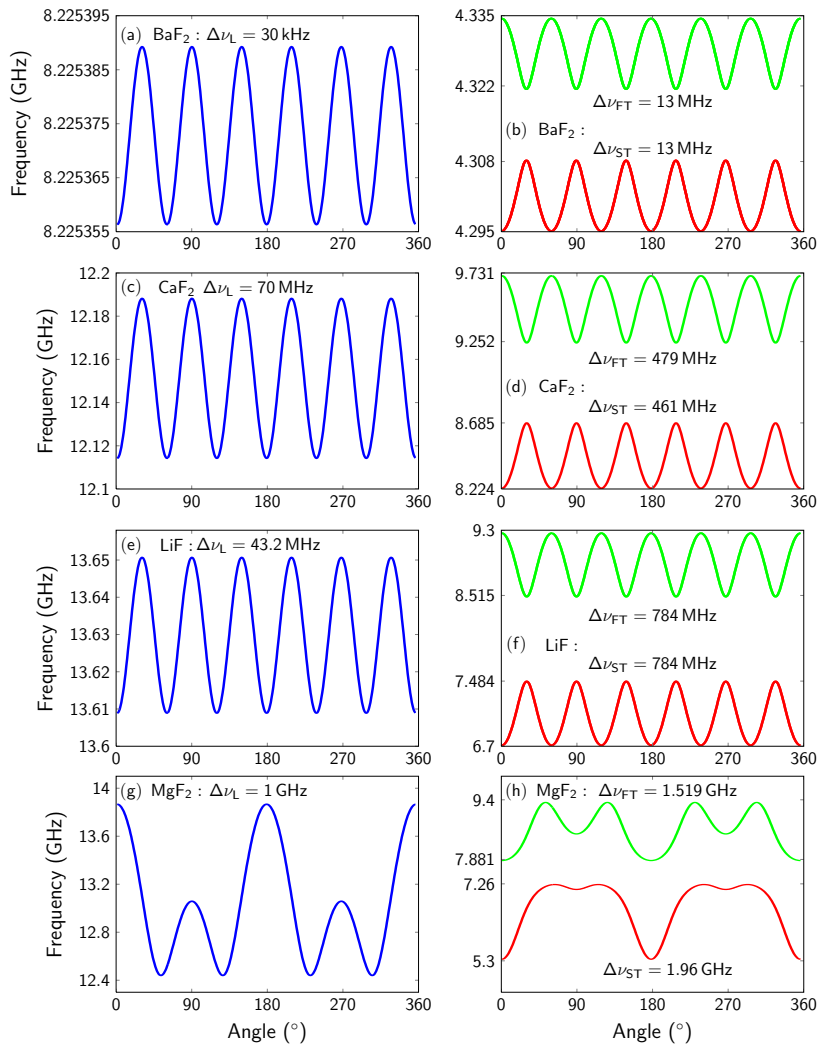 Frequency (GHz)
8.225395
8.225385
8.225375
8.225365
8.225355
0 90 180 270 360
(a) BaF₂ : Δν_L = 30 kHz
4.335
4.322
4.308
4.295
0 90 180 270 360
Δν_FT = 13 MHz
(b) BaF₂ :
Δν_ST = 13 MHz
Frequency (GHz)
12.2
12.18
12.16
12.14
12.12
12.1
0 90 180 270 360
(c) CaF₂ Δν_L = 70 MHz
9.731
9.252
8.685
8.224
0 90 180 270 360
Δν_FT = 479 MHz
(d) CaF₂ :
Δν_ST = 461 MHz
Frequency (GHz)
13.65
13.64
13.63
13.62
13.61
13.6
0 90 180 270 360
(e) LiF : Δν_L = 43.2 MHz
9.3
8.515
7.484
6.7
0 90 180 270 360
Δν_FT = 784 MHz
(f) LiF :
Δν_ST = 784 MHz
Frequency (GHz)
14
13.6
13.2
12.8
12.4
0 90 180 270 360
(g) MgF₂ : Δν_L = 1 GHz
Angle (°)
9.4
7.881
7.26
5.3
0 90 180 270 360
(h) MgF₂ : Δν_FT = 1.519 GHz
Δν_ST = 1.96 GHz
Angle (°)